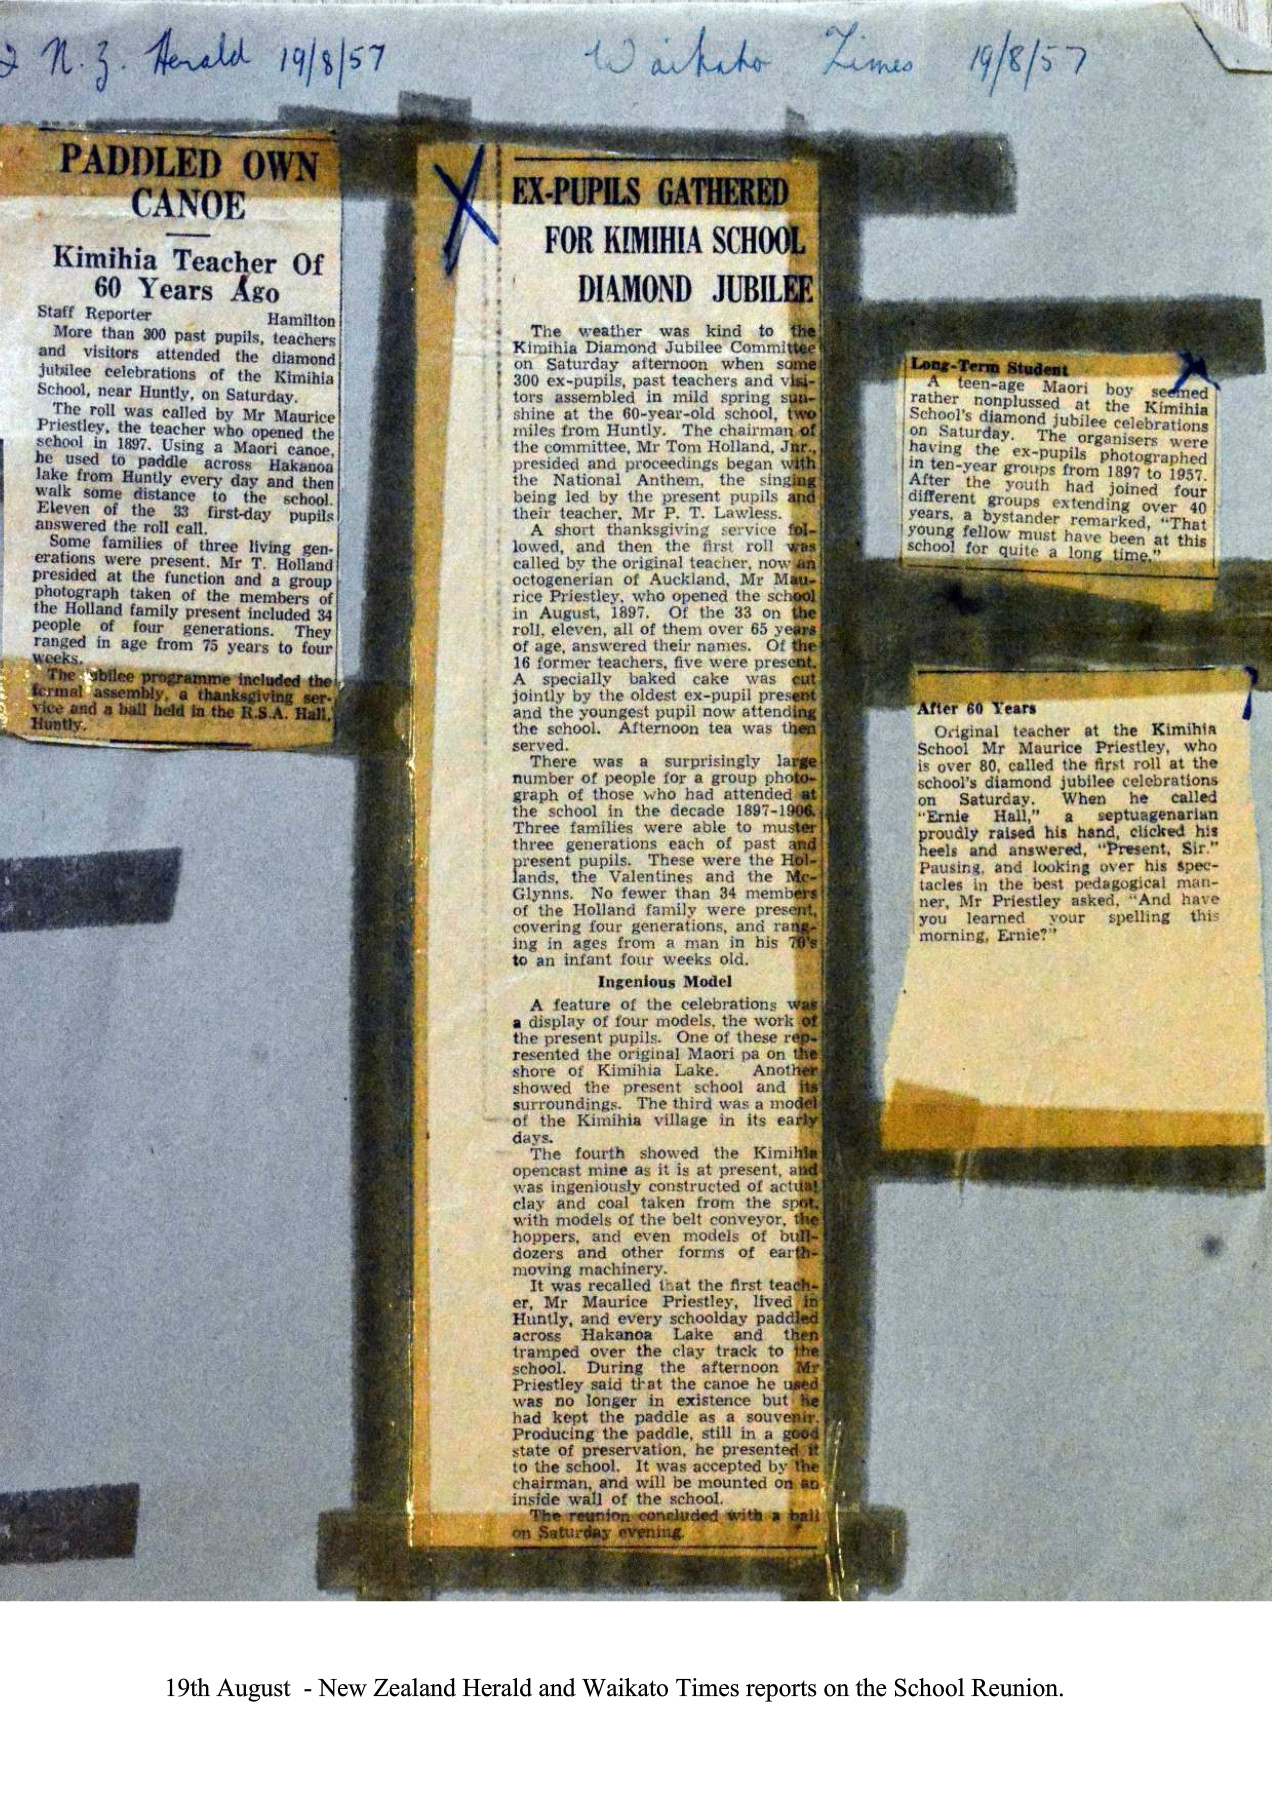 N.Z. Herald 19/8/57
Waikato Times 19/8/57
PADDLED OWN
CANOE
Kimihia Teacher Of
60 Years Ago
Staff Reporter Hamilton
More than 300 past pupils, teachers
and visitors attended the diamond
jubilee celebrations of the Kimihia
School, near Huntly, on Saturday.
The roll was called by Mr Maurice
Priestley, the teacher who opened the
school in 1897. Using a Maori canoe,
he used to paddle across Hakanoa
lake from Huntly every day and then
walk some distance to the school.
Eleven of the 33 first-day pupils
answered the roll call.
Some families of three living gen-
erations were present. Mr T. Holland
presided at the function and a group
photograph taken of the members of
the Holland family present included 34
people of four generations. They
ranged in age from 75 years to four
weeks.
The jubilee programme included the
formal assembly, a thanksgiving ser-
vice and a ball held in the R.S.A. Hall,
Huntly.
EX-PUPILS GATHERED
FOR KIMIHIA SCHOOL
DIAMOND JUBILEE
The weather was kind to the
Kimihia Diamond Jubilee Committee
on Saturday afternoon when some
300 ex-pupils, past teachers and visi-
tors assembled in mild spring sun-
shine at the 60-year-old school, two
miles from Huntly. The chairman of
the committee, Mr Tom Holland, Jnr.,
presided and proceedings began with
the National Anthem, the singing
being led by the present pupils and
their teacher, Mr P. T. Lawless.
A short thanksgiving service fol-
lowed, and then the first roll was
called by the original teacher, now an
octogenerian of Auckland, Mr Mau-
rice Priestley, who opened the school
in August, 1897. Of the 33 on the
roll, eleven, all of them over 65 years
of age, answered their names. Of the
16 former teachers, five were present.
A specially baked cake was cut
jointly by the oldest ex-pupil present
and the youngest pupil now attending
the school. Afternoon tea was then
served.
There was a surprisingly large
number of people for a group photo-
graph of those who had attended at
the school in the decade 1897-1906.
Three families were able to muster
three generations each of past and
present pupils. These were the Hol-
lands, the Valentines and the Mc-
Glynns. No fewer than 34 members
of the Holland family were present,
covering four generations, and rang-
ing in ages from a man in his 70's
to an infant four weeks old.
Ingenious Model
A feature of the celebrations was
a display of four models, the work of
the present pupils. One of these rep-
resented the original Maori pa on the
shore of Kimihia Lake. Another
showed the present school and its
surroundings. The third was a model
of the Kimihia village in its early
days.
The fourth showed the Kimihia
opencast mine as it is at present, and
was ingeniously constructed of actual
clay and coal taken from the spot,
with models of the belt conveyor, the
hoppers, and even models of bull-
dozers and other forms of earth-
moving machinery.
It was recalled that the first teach-
er, Mr Maurice Priestley, lived in
Huntly, and every schoolday paddled
across Hakanoa Lake and then
tramped over the clay track to the
school. During the afternoon Mr
Priestley said that the canoe he used
was no longer in existence but he
had kept the paddle as a souvenir.
Producing the paddle, still in a good
state of preservation, he presented it
to the school. It was accepted by the
chairman, and will be mounted on an
inside wall of the school.
The reunion concluded with a ball
on Saturday evening.
Long-Term Student
A teen-age Maori boy seemed
rather nonplussed at the Kimihia
School's diamond jubilee celebrations
on Saturday. The organisers were
having the ex-pupils photographed
in ten-year groups from 1897 to 1957.
After the youth had joined four
different groups extending over 40
years, a bystander remarked, "That
young fellow must have been at this
school for quite a long time."
After 60 Years
Original teacher at the Kimihia
School Mr Maurice Priestley, who
is over 80, called the first roll at the
school's diamond jubilee celebrations
on Saturday. When he called
"Ernie Hall," a septuagenarian
proudly raised his hand, clicked his
heels and answered, "Present, Sir."
Pausing, and looking over his spec-
tacles in the best pedagogical man-
ner, Mr Priestley asked, "And have
you learned your spelling this
morning, Ernie?"
19th August - New Zealand Herald and Waikato Times reports on the School Reunion.